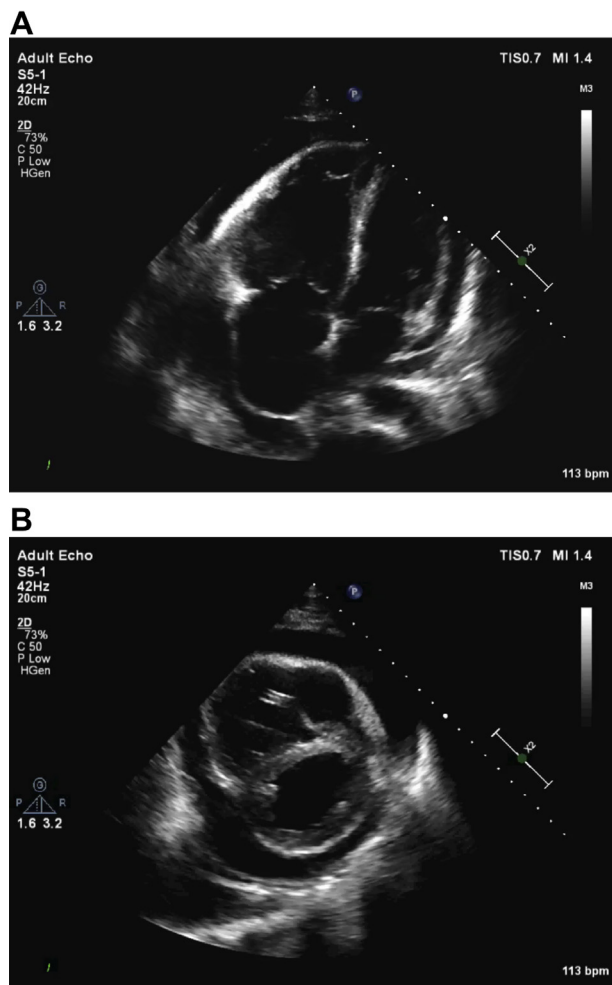 A
Adult Echo
TIS0.7 MI 1.4
S5-1
42Hz
20cm
M3
2D
73%
C 50
P Low
HGen
P
X2
G
P R
1.6 3.2
113 bpm
B
Adult Echo
TIS0.7 MI 1.4
S5-1
42Hz
20cm
M3
2D
73%
C 50
P Low
HGen
P
X2
G
P R
1.6 3.2
113 bpm